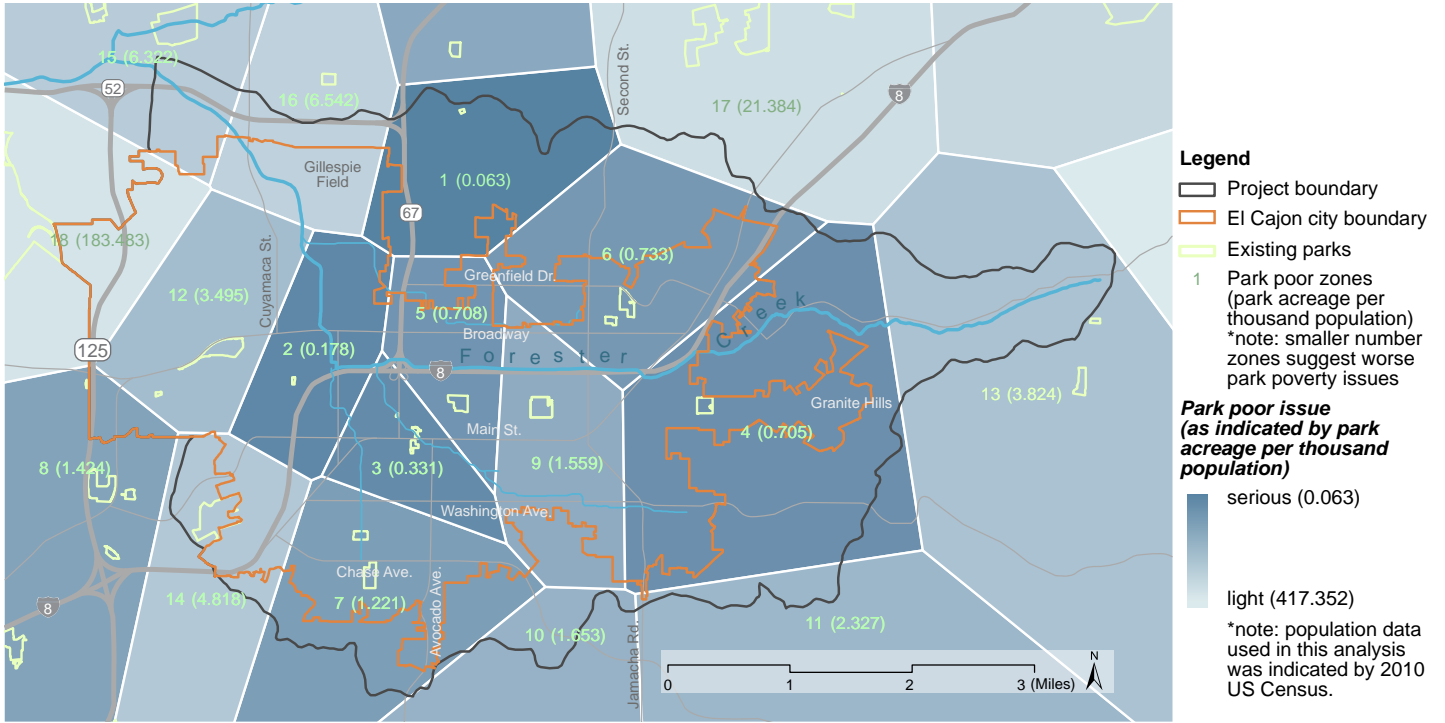 15 (6.322)
52
16 (6.542)
Second St.
8
17 (21.384)
Gillespie
Field
1 (0.063)
67
18 (183.483)
Cuyamaca St.
12 (3.495)
6 (0.733)
Greenfield Dr.
5 (0.708)
Broadway
Forester Creek
125
2 (0.178)
8
Granite Hills
13 (3.824)
Main St.
4 (0.705)
8 (1.424)
3 (0.331)
9 (1.559)
Washington Ave.
Chase Ave.
Avocado Ave.
8
14 (4.818)
7 (1.221)
10 (1.653)
11 (2.327)
Jamacha Rd.
N
0 1 2 3 (Miles)
Legend
Project boundary
El Cajon city boundary
Existing parks
1 Park poor zones
(park acreage per
thousand population)
*note: smaller number
zones suggest worse
park poverty issues
Park poor issue
(as indicated by park
acreage per thousand
population)
serious (0.063)
light (417.352)
*note: population data
used in this analysis
was indicated by 2010
US Census.